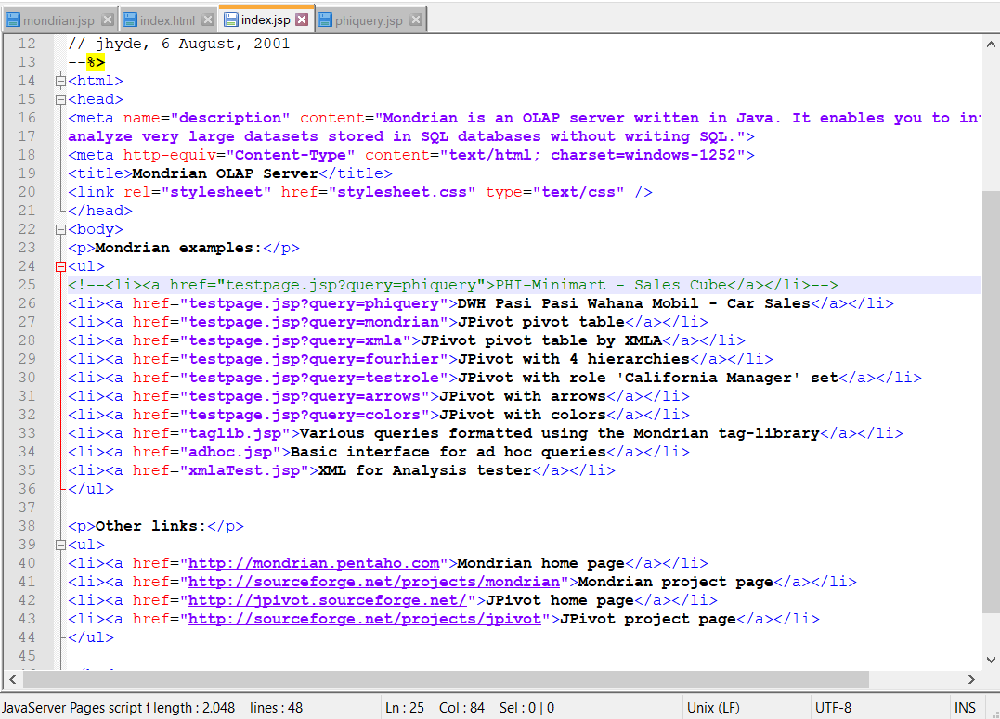 mondrian.jsp index.html index.jsp phiquery.jsp
12 // jhyde, 6 August, 2001
13 --%>
14 <html>
15 <head>
16 <meta name="description" content="Mondrian is an OLAP server written in Java. It enables you to in
17 analyze very large datasets stored in SQL databases without writing SQL.">
18 <meta http-equiv="Content-Type" content="text/html; charset=windows-1252">
19 <title>Mondrian OLAP Server</title>
20 <link rel="stylesheet" href="stylesheet.css" type="text/css" />
21 </head>
22 <body>
23 <p>Mondrian examples:</p>
24 <ul>
25 <!--<li><a href="testpage.jsp?query=phiquery">PHI-Minimart - Sales Cube</a></li>-->
26 <li><a href="testpage.jsp?query=phiquery">DWH Pasi Pasi Wahana Mobil - Car Sales</a></li>
27 <li><a href="testpage.jsp?query=mondrian">JPivot pivot table</a></li>
28 <li><a href="testpage.jsp?query=xmla">JPivot pivot table by XMLA</a></li>
29 <li><a href="testpage.jsp?query=fourhier">JPivot with 4 hierarchies</a></li>
30 <li><a href="testpage.jsp?query=testrole">JPivot with role 'California Manager' set</a></li>
31 <li><a href="testpage.jsp?query=arrows">JPivot with arrows</a></li>
32 <li><a href="testpage.jsp?query=colors">JPivot with colors</a></li>
33 <li><a href="taglib.jsp">Various queries formatted using the Mondrian tag-library</a></li>
34 <li><a href="adhoc.jsp">Basic interface for ad hoc queries</a></li>
35 <li><a href="xmlaTest.jsp">XML for Analysis tester</a></li>
36 </ul>
37
38 <p>Other links:</p>
39 <ul>
40 <li><a href="http://mondrian.pentaho.com">Mondrian home page</a></li>
41 <li><a href="http://sourceforge.net/projects/mondrian">Mondrian project page</a></li>
42 <li><a href="http://jpivot.sourceforge.net/">JPivot home page</a></li>
43 <li><a href="http://sourceforge.net/projects/jpivot">JPivot project page</a></li>
44 </ul>
45
JavaServer Pages script f length : 2.048 lines : 48 Ln : 25 Col : 84 Sel : 0 | 0 Unix (LF) UTF-8 INS